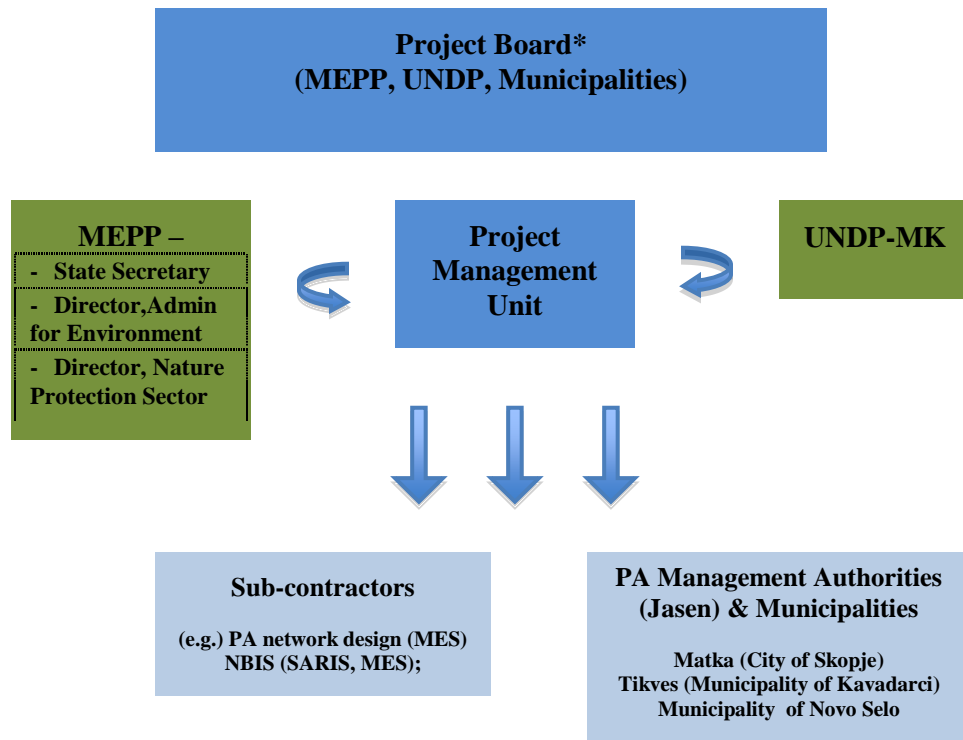 Project Board*
(MEPP, UNDP, Municipalities)
MEPP –
- State Secretary
- Director,Admin
for Environment
- Director, Nature
Protection Sector
Project
Management
Unit
UNDP-MK
Sub-contractors
(e.g.) PA network design (MES)
NBIS (SARIS, MES);
PA Management Authorities
(Jasen) & Municipalities
Matka (City of Skopje)
Tikves (Municipality of Kavadarci)
Municipality of Novo Selo